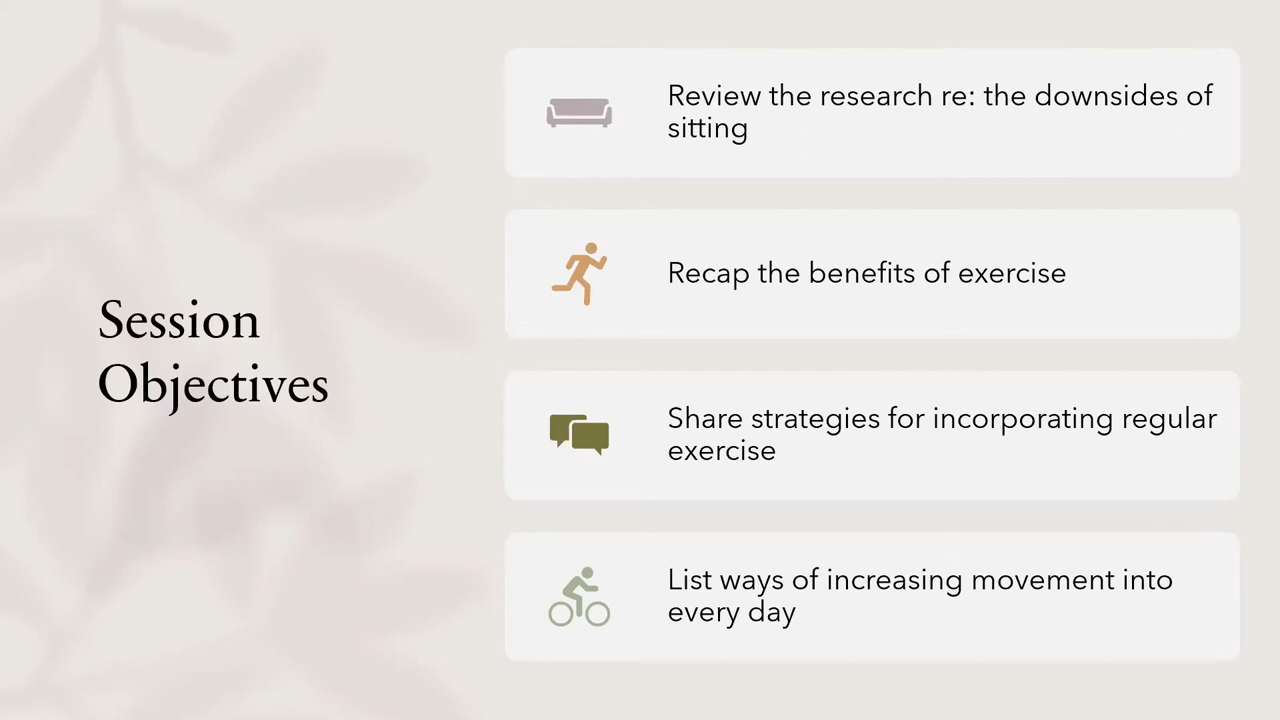 Session
Objectives
Review the research re: the downsides of
sitting
Recap the benefits of exercise
Share strategies for incorporating regular
exercise
List ways of increasing movement into
every day